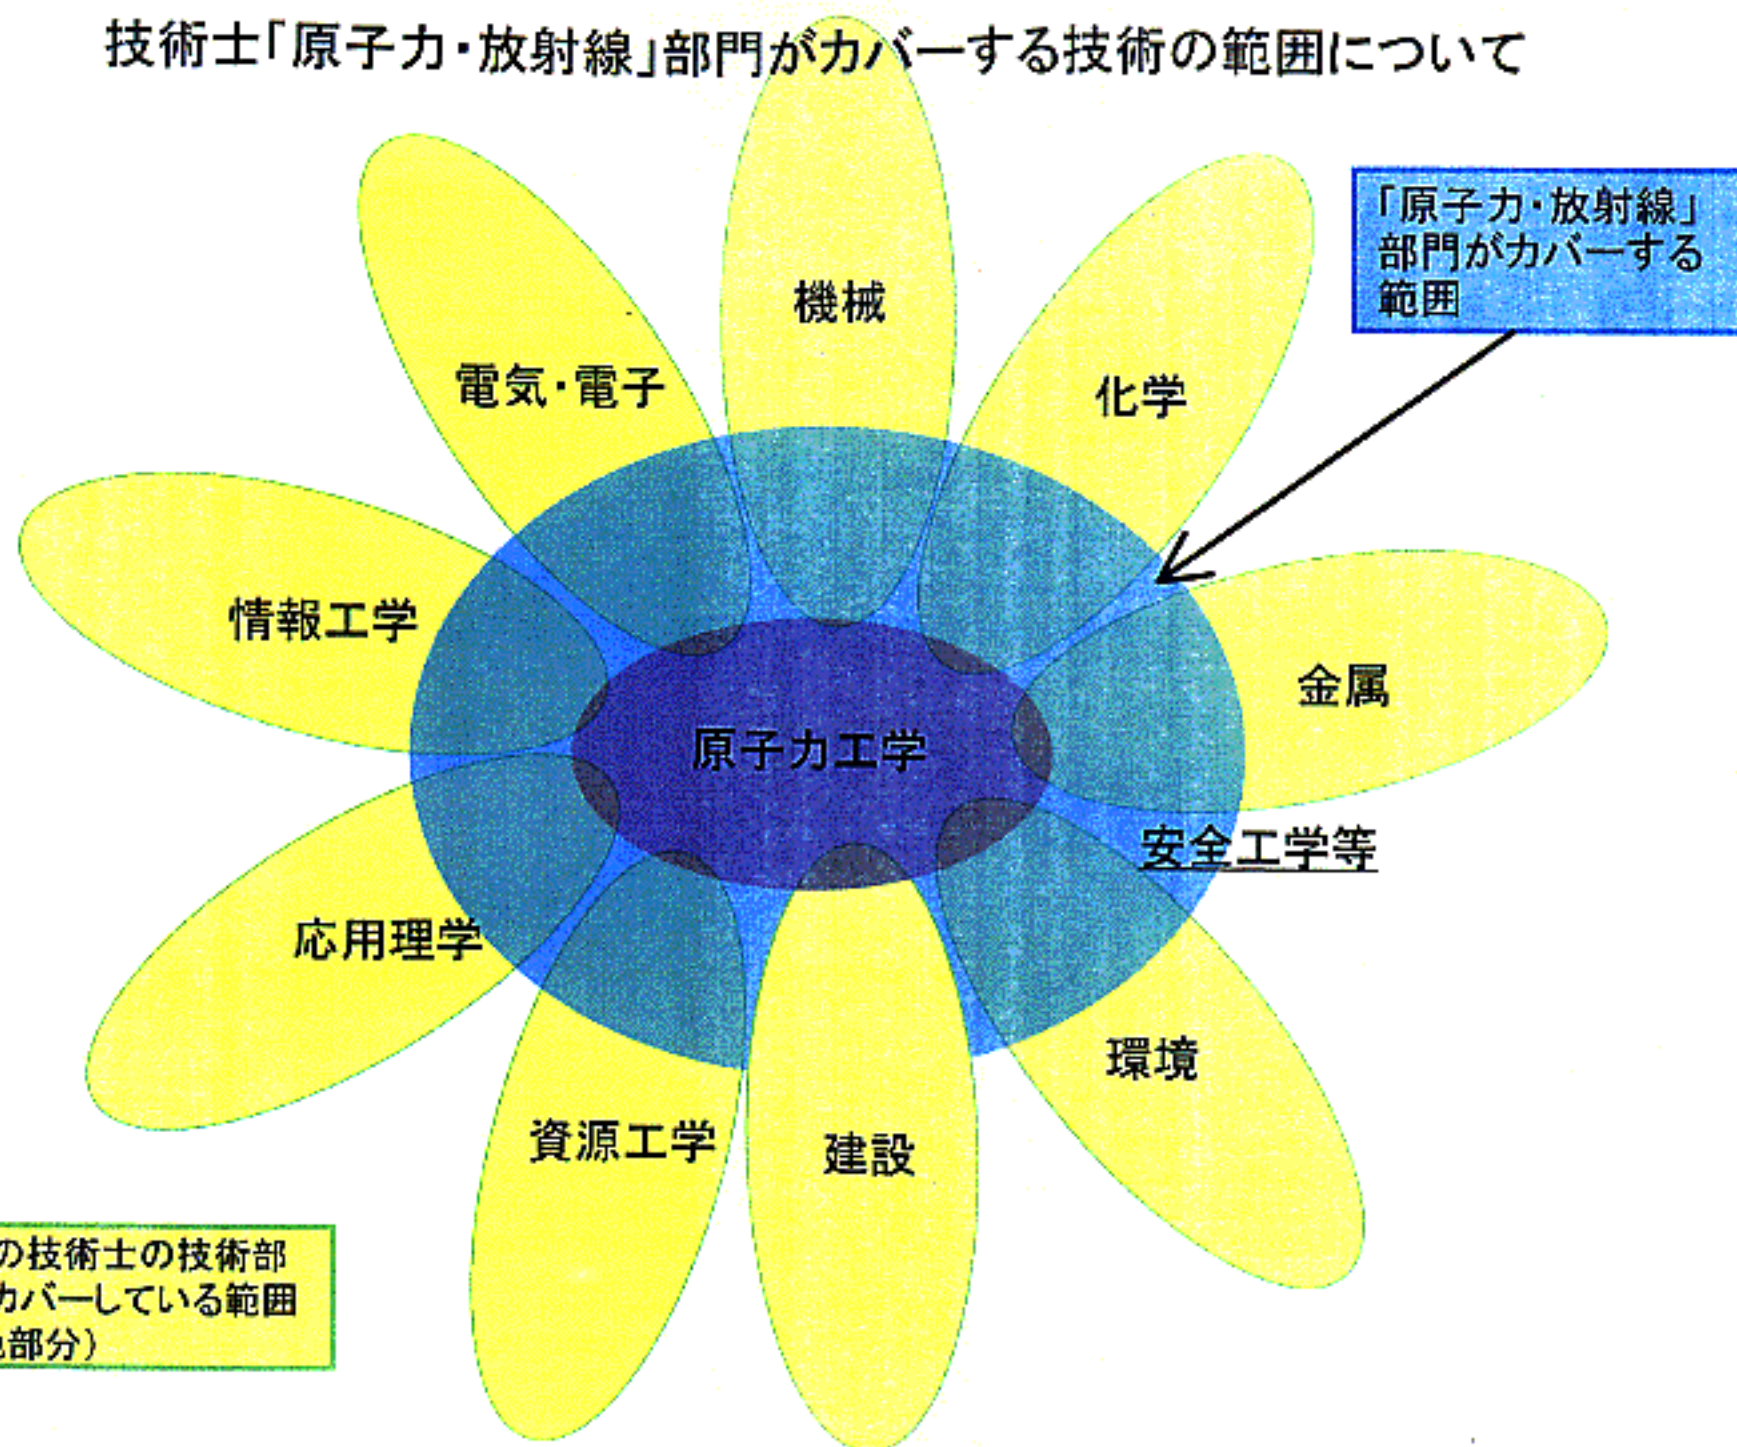 技術士「原子力・放射線」部門がカバーする技術の範囲について
「原子力・放射線」
部門がカバーする
範囲
機械
電気・電子
化学
情報工学
金属
原子力工学
安全工学等
応用理学
環境
資源工学
建設
の技術士の技術部
カバーしている範囲
部分）